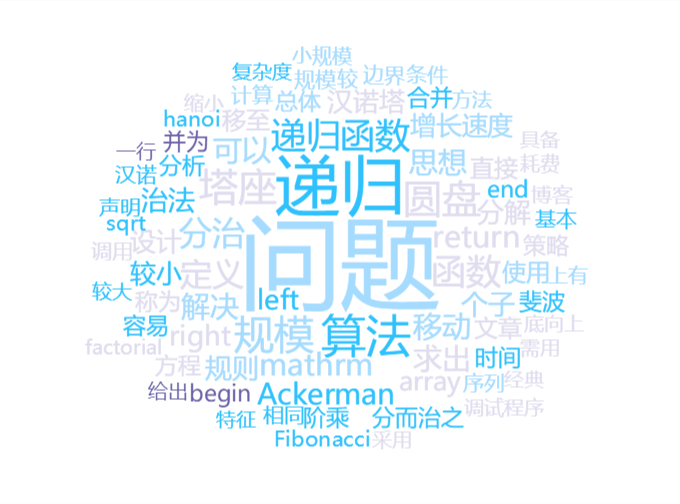 小规模
复杂度 规模较 边界条件
缩小 计算 总体 汉诺塔 合并 方法
hanoi 移至 递归函数 增长速度
一行 并为 可以 思想 具备
汉诺 分析 塔座 递归 圆盘 直接 耗费
声明 治法 end 博客
sqrt 分治 问题 return 分解 基本
调用 设计 策略
较大 较小 定义 函数 使用 上有
称为 解决 left 个子 斐波
容易 right 规模 算法 移动 文章 底向上
factorial 方程 规则 mathrm 求出 时间 需用
给出 begin Ackerman array 序列 经典
特征 相同 阶乘 分而治之 调试程序
Fibonacci 采用